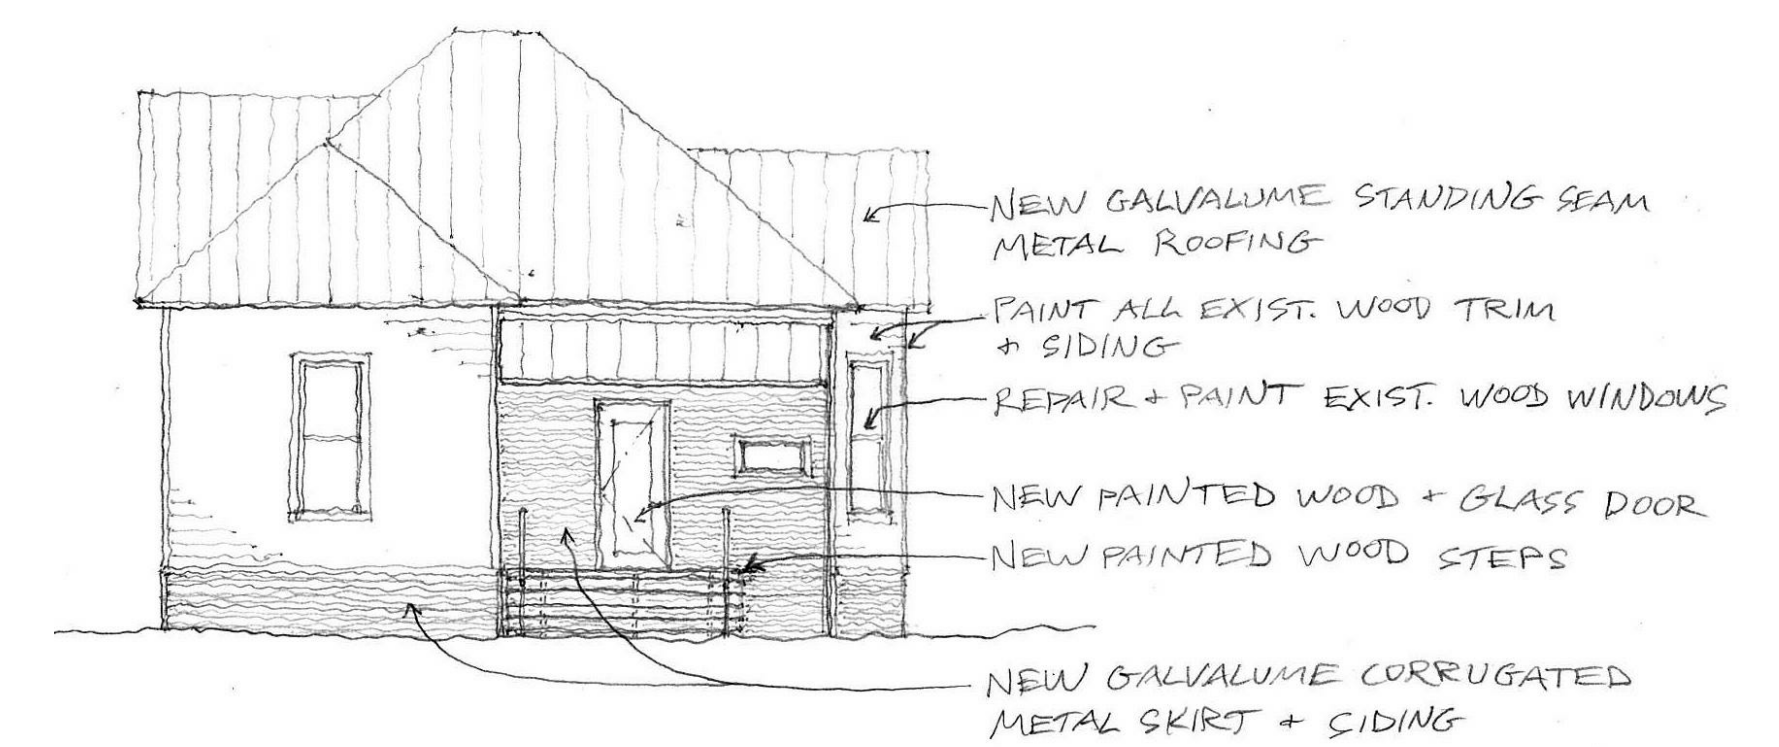 NEW GALVALUME STANDING SEAM
METAL ROOFING
PAINT ALL EXIST. WOOD TRIM
+ SIDING
REPAIR + PAINT EXIST. WOOD WINDOWS
NEW PAINTED WOOD + GLASS DOOR
NEW PAINTED WOOD STEPS
NEW GALVALUME CORRUGATED
METAL SKIRT + SIDING